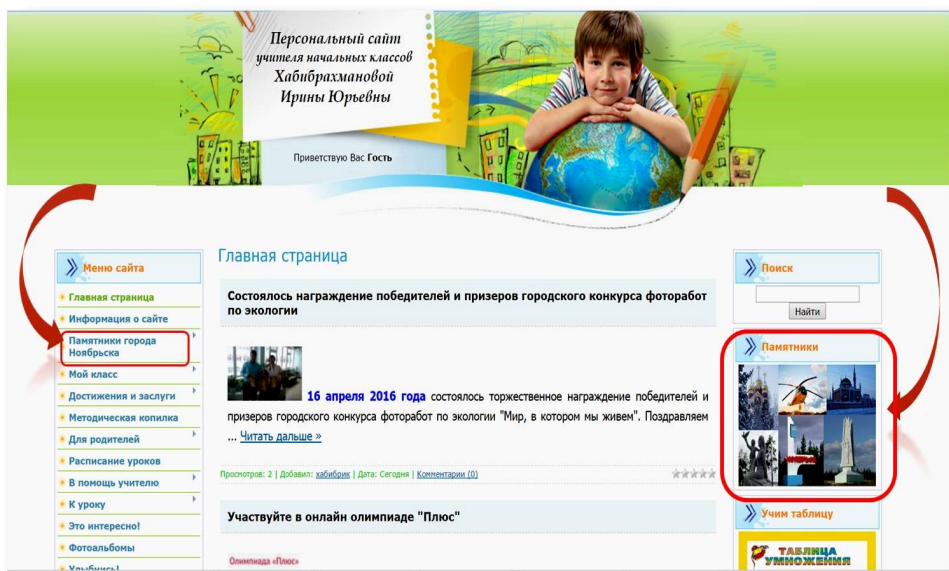 Персональный сайт
учителя начальных классов
Хабибрахмановой
Ирины Юрьевны
Приветствую Вас Гость
Меню сайта
Главная страница
Информация о сайте
Памятники города
Ноябрьска
Мой класс
Достижения и заслуги
Методическая копилка
Для родителей
Расписание уроков
В помощь учителю
К уроку
Это интересно!
Фотоальбомы
Улыбнись!
Главная страница
Состоялось награждение победителей и призеров городского конкурса фоторабот
по экологии
16 апреля 2016 года состоялось торжественное награждение победителей и
призеров городского конкурса фоторабот по экологии "Мир, в котором мы живем". Поздравляем
... Читать дальше »
Просмотров: 2 | Добавил: хабибрик | Дата: Сегодня | Комментарии (0)
Участвуйте в онлайн олимпиаде "Плюс"
Олимпиада «Плюс»
Поиск
Найти
Памятники
Учим таблицу
ТАБЛИЦА
УМНОЖЕНИЯ